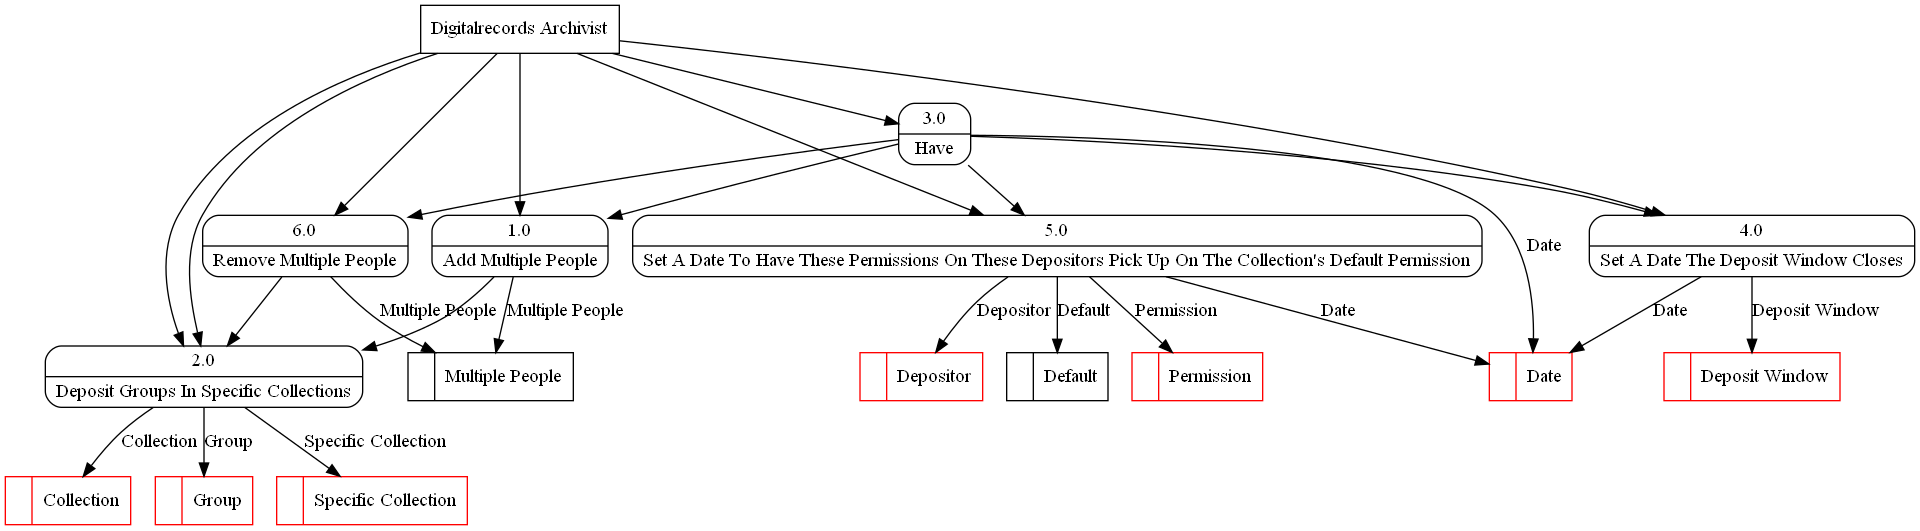 Digitalrecords Archivist
3.0
Have
6.0
Remove Multiple People
1.0
Add Multiple People
5.0
Set A Date To Have These Permissions On These Depositors Pick Up On The Collection's Default Permission
4.0
Set A Date The Deposit Window Closes
Date
Multiple People
Multiple People
Depositor
Default
Permission
Date
Date
Deposit Window
2.0
Deposit Groups In Specific Collections
Multiple People
Depositor
Default
Permission
Date
Deposit Window
Collection
Group
Specific Collection
Collection
Group
Specific Collection